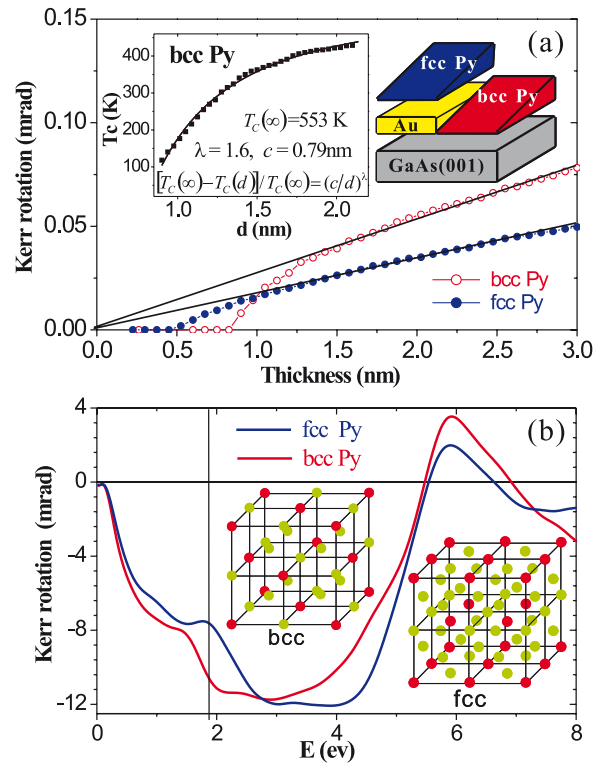 0.15
0.10
0.05
0.00
Kerr rotation (mrad)
(a)
bcc Py
400
300
200
100
Tc (K)
T_C(∞)=553 K
λ=1.6, c=0.79nm
[T_C(∞)−T_C(d)]/T_C(∞)=(c/d)^λ
1.0 1.5 2.0
d (nm)
fcc Py
bcc Py
Au
GaAs(001)
bcc Py
fcc Py
0.0 0.5 1.0 1.5 2.0 2.5 3.0
Thickness(nm)
4
0
-4
-8
-12
Kerr rotation (mrad)
(b)
fcc Py
bcc Py
bcc
fcc
0 2 4 6 8
E (ev)